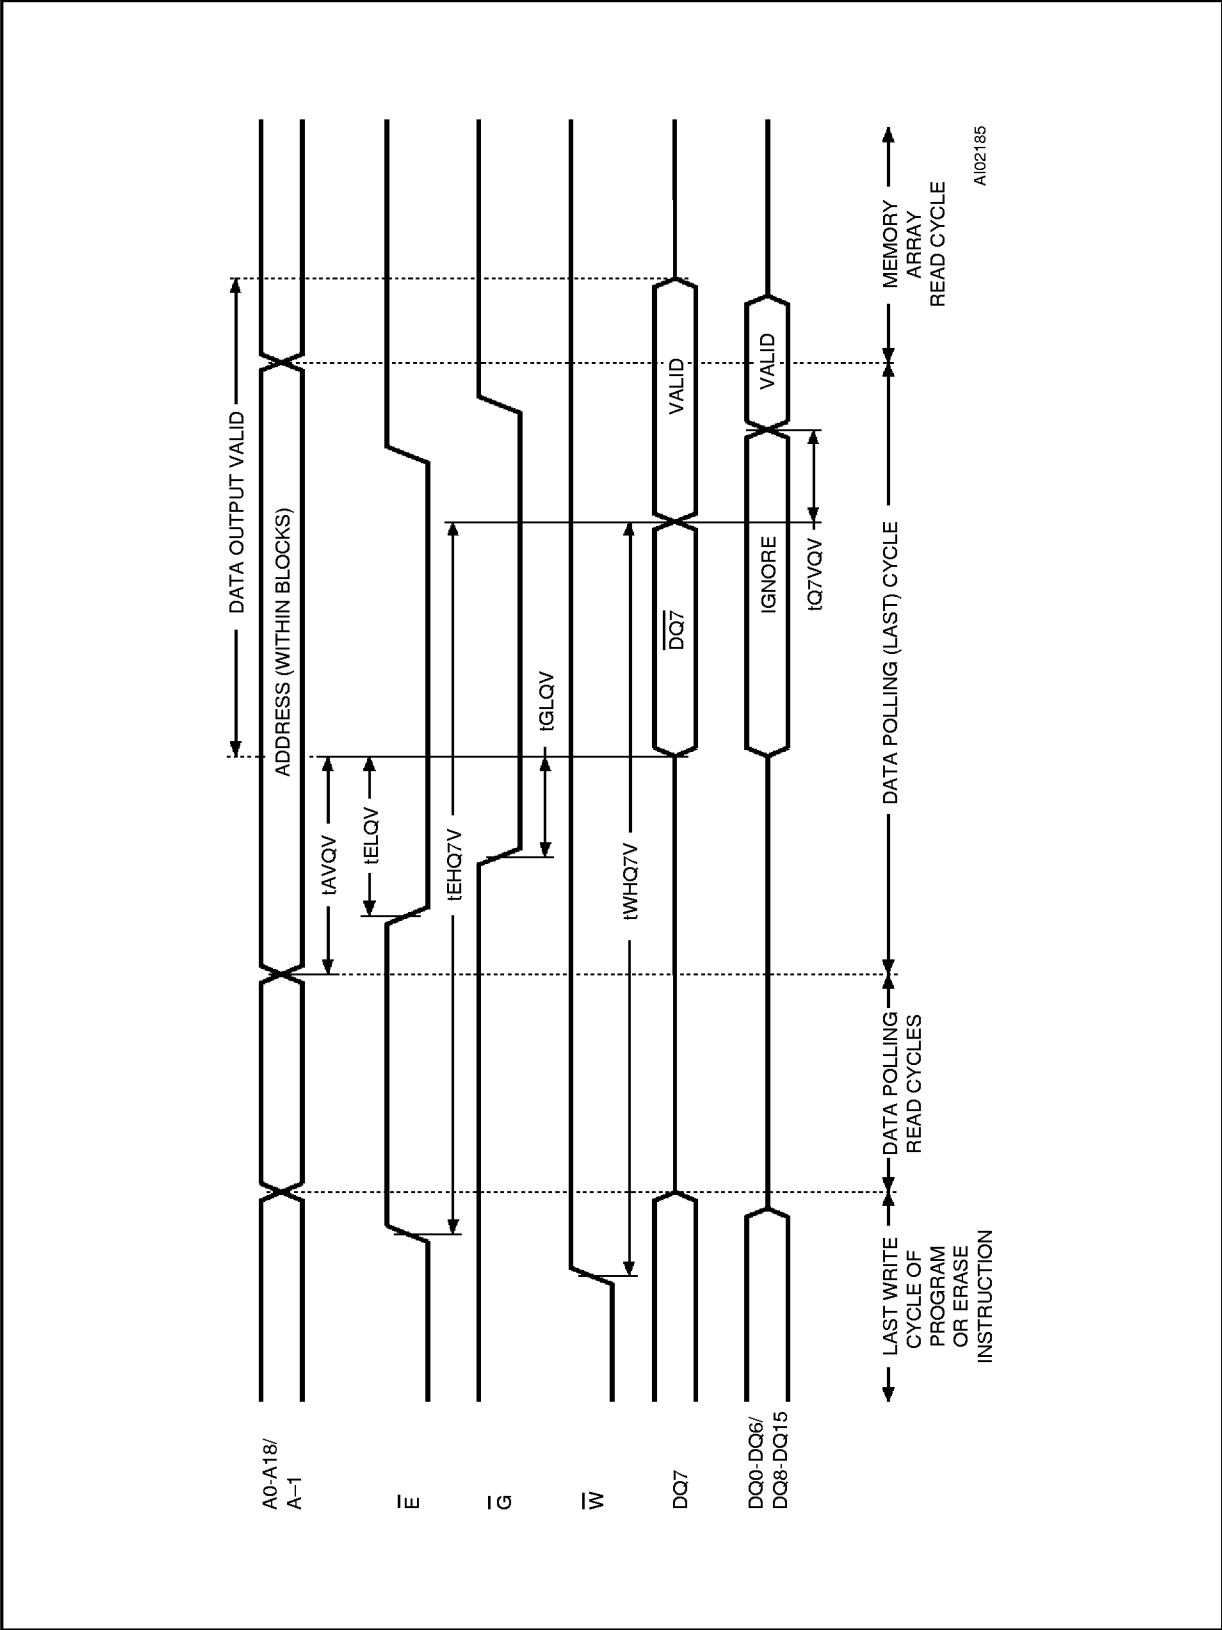 DATA OUTPUT VALID
A0-A18/
A–1
ADDRESS (WITHIN BLOCKS)
tAVQV
tELQV
E
tEHQ7V
G
tGLQV
W
tWHQ7V
DQ7
DQ7
VALID
DQ0-DQ6/
DQ8-DQ15
IGNORE
VALID
tQ7VQV
LAST WRITE
CYCLE OF
PROGRAM
OR ERASE
INSTRUCTION
DATA POLLING
READ CYCLES
DATA POLLING (LAST) CYCLE
MEMORY
ARRAY
READ CYCLE
AI02185